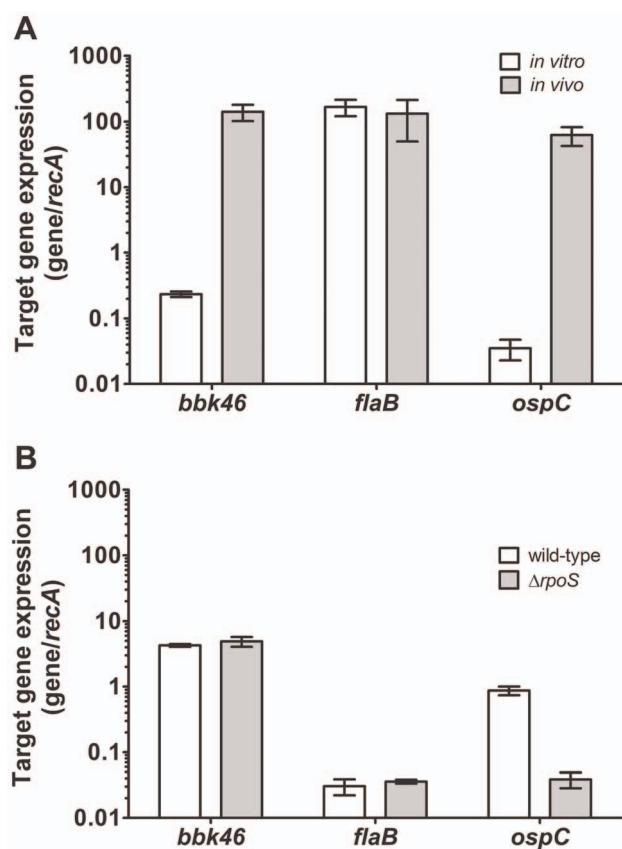 A
1000
100
10
1
0.1
0.01
Target gene expression
(gene/recA)
in vitro
in vivo
bbk46 flaB ospC
B
1000
100
10
1
0.1
0.01
Target gene expression
(gene/recA)
wild-type
ΔrpoS
bbk46 flaB ospC